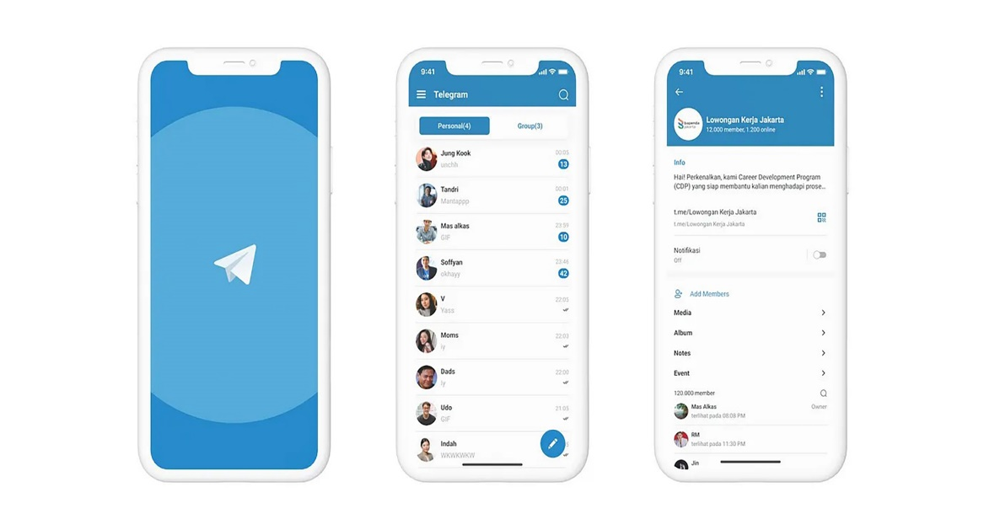 9:41
Telegram
Personal(4)
Group(3)
Jung Kook
00:05
unchh
13
Tandri
00:01
Mantappp
25
Mas alkas
23:59
GIF
10
Soffyan
23:46
okhayy
42
V
22:05
Yass
Moms
22:03
iy
Dads
22:00
Iy
Udo
21:05
GIF
Indah
WKWKWKW
9:41
Lowongan Kerja Jakarta
12.000 member, 1.200 online
Info
Hai! Perkenalkan, kami Career Development Program
(CDP) yang siap membantu kalian menghadapi prose...
t.me/Lowongan Kerja Jakarta
t.me/Lowongan Kerja Jakarta
Notifikasi
Off
Add Members
Media
Album
Notes
Event
120.000 member
Mas Alkas
Owner
terlihat pada 08:08 PM
RM
terlihat pada 11:30 PM
Jin